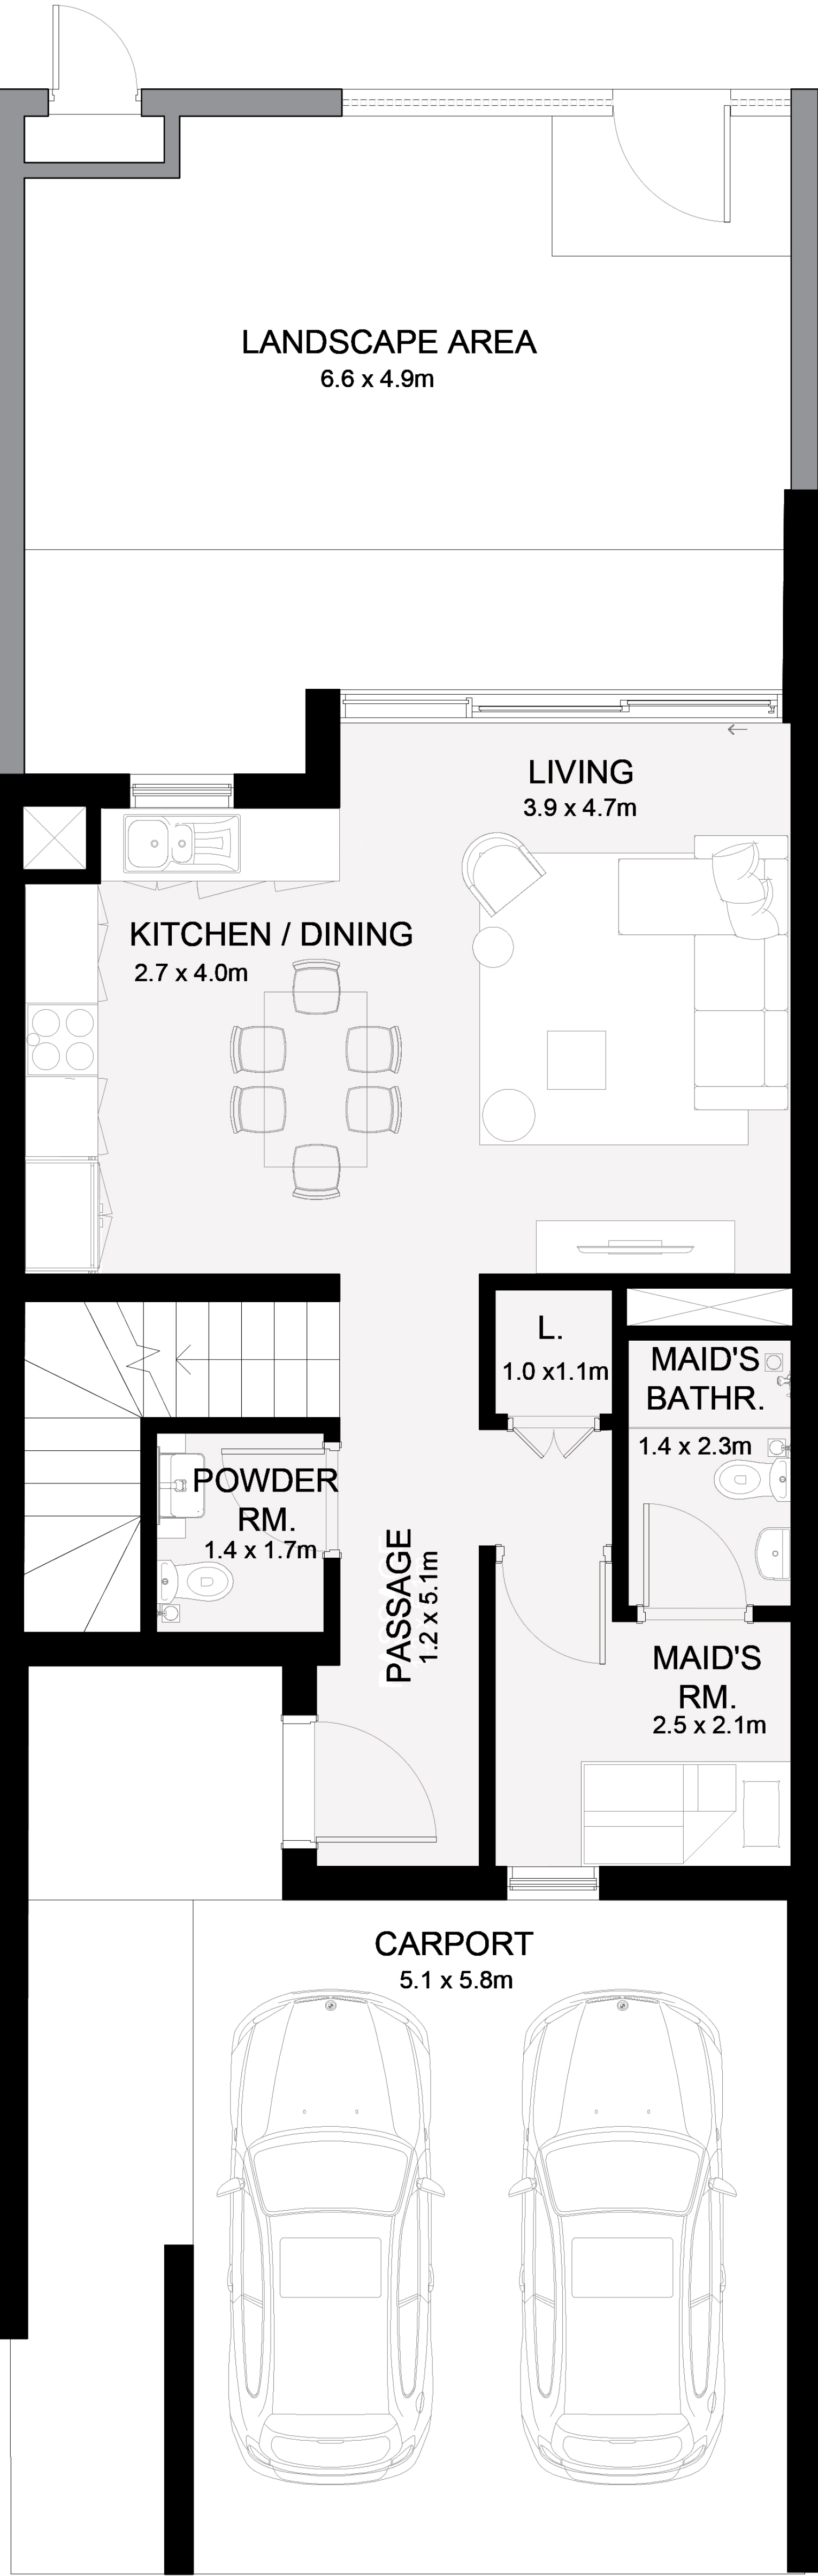 LANDSCAPE AREA
6.6 x 4.9m
LIVING
3.9 x 4.7m
KITCHEN / DINING
2.7 x 4.0m
L.
1.0 x1.1m
MAID'S
BATHR.
1.4 x 2.3m
POWDER
RM.
1.4 x 1.7m
PASSAGE
1.2 x 5.1m
MAID'S
RM.
2.5 x 2.1m
CARPORT
5.1 x 5.8m